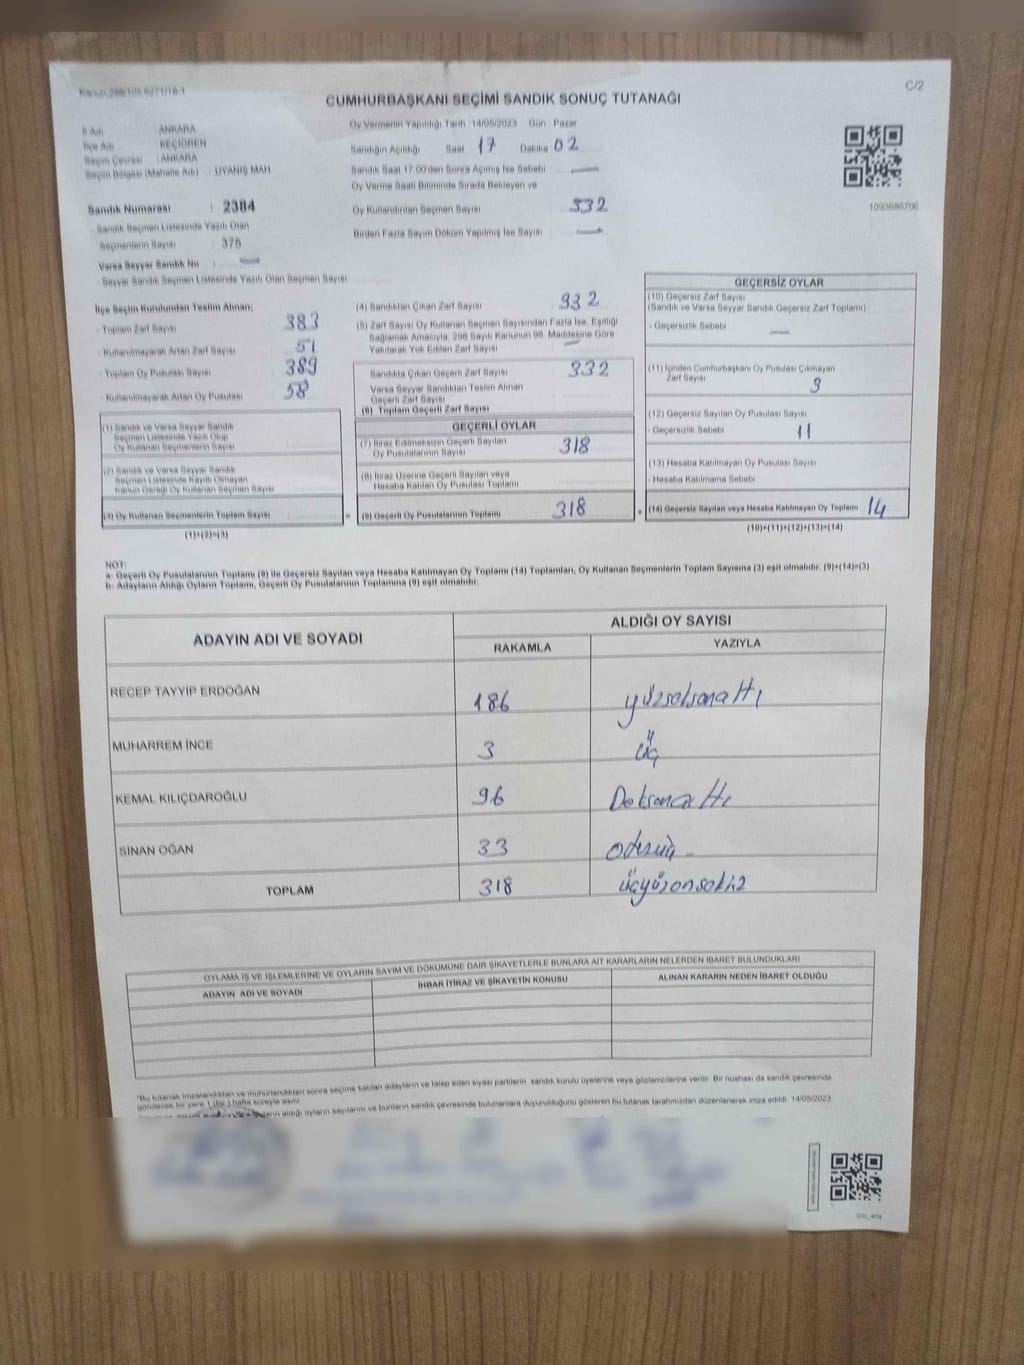 C/2
CUMHURBAŞKANI SEÇİMİ SANDIK SONUÇ TUTANAĞI
İl Adı : ANKARA
İlçe Adı : KEÇİÖREN
Seçim Çevresi : ANKARA
Seçim Bölgesi (Mahalle Adı) UYANIŞ MAH
Sandık Numarası : 2384
Sandık Seçmen Listesinde Yazılı Olan
Seçmenlerin Sayısı : 375
Varsa Seyyar Sandık No : —
Seyyar Sandık Seçmen Listesinde Yazılı Olan Seçmen Sayısı
Oy Vermenin Yapıldığı Tarih 14/05/2023 Gün : Pazar
Sandığın Açıldığı Saat 17 Dakika 02
Sandık Saat 17:00'den Sonra Açımış İse Sebebi —
Oy Verme Saati Bitiminde Sırada Bekleyen ve
Oy Kullandırılan Seçmen Sayısı 332
Birden Fazla Sayım Döküm Yapılmış İse Sayısı —
1093686706
İlçe Seçim Kurulundan Teslim Alınan;
- Toplam Zarf Sayısı 383
- Kullanılmayarak Artan Zarf Sayısı 51
- Toplam Oy Pusulası Sayısı 389
- Kullanılmayarak Artan Oy Pusulası 58
(1) Sandık ve Varsa Seyyar Sandık
Seçmen Listesinde Yazılı Olup
Oy Kullanan Seçmenlerin Sayısı
(2) Sandık ve Varsa Seyyar Sandık
Seçmen Listesinde Kayıtlı Olmayan
Kanun Gereği Oy Kullanan Seçmen Sayısı
(3) Oy Kullanan Seçmenlerin Toplam Sayısı =
(1)+(2)=(3)
(4) Sandıktan Çıkan Zarf Sayısı 332
(5) Zarf Sayısı Oy Kullanan Seçmen Sayısından Fazla İse, Eşitliği
Sağlamak Amacıyla, 298 Sayılı Kanunun 98. Maddesine Göre
Yakılarak Yok Edilen Zarf Sayısı —
Sandıkta Çıkan Geçerli Zarf Sayısı 332
Varsa Seyyar Sandıktan Teslim Alınan
Geçerli Zarf Sayısı
(6) Toplam Geçerli Zarf Sayısı
GEÇERLİ OYLAR
(7) İtiraz Edilmeksizin Geçerli Sayılan
Oy Pusulalarının Sayısı 318
(8) İtiraz Üzerine Geçerli Sayılan veya
Hesaba Katılan Oy Pusulası Toplamı
(9) Geçerli Oy Pusulalarının Toplamı 318 +
GEÇERSİZ OYLAR
(10) Geçersiz Zarf Sayısı
(Sandık ve Varsa Seyyar Sandık Geçersiz Zarf Toplamı)
- Geçersizlik Sebebi —
(11) İçinden Cumhurbaşkanı Oy Pusulası Çıkmayan
Zarf Sayısı 3
(12) Geçersiz Sayılan Oy Pusulası Sayısı
- Geçersizlik Sebebi 11
(13) Hesaba Katılmayan Oy Pusulası Sayısı
- Hesaba Katılmama Sebebi
(14) Geçersiz Sayılan veya Hesaba Katılmayan Oy Toplamı 14
(10)+(11)+(12)+(13)=(14)
NOT:
a- Geçerli Oy Pusulalarının Toplamı (9) ile Geçersiz Sayılan veya Hesaba Katılmayan Oy Toplamı (14) Toplamları, Oy Kullanan Seçmenlerin Toplam Sayısına (3) eşit olmalıdır. (9)+(14)=(3)
b- Adayların Aldığı Oyların Toplamı, Geçerli Oy Pusulalarının Toplamına (9) eşit olmalıdır.
ADAYIN ADI VE SOYADI ALDIĞI OY SAYISI
RAKAMLA YAZIYLA
RECEP TAYYİP ERDOĞAN 186 yüzseksenaltı
MUHARREM İNCE 3 üç
KEMAL KILIÇDAROĞLU 96 Doksanaltı
SİNAN OĞAN 33 otuzüç
TOPLAM 318 üçyüzonsekiz
OYLAMA İŞ VE İŞLEMLERİNE VE OYLARIN SAYIM VE DÖKÜMÜNE DAİR ŞİKAYETLERLE BUNLARA AİT KARARLARIN NELERDEN İBARET BULUNDUKLARI
ADAYIN ADI VE SOYADI İHBAR İTİRAZ VE ŞİKAYETİN KONUSU ALINAN KARARIN NEDEN İBARET OLDUĞU
"Bu tutanak imzalandıktan ve mühürlendikten sonra seçime katılan adayların ve talep eden siyasi partilerin sandık kurulu üyelerine veya gözlemcilerine verilir. Bir nüshası da sandık çevresinde
görülecek bir yere 1 (bir) hafta süreyle asılır.
aldığı oyların sayılarını ve bunların sandık çevresinde bulunanlara duyurulduğunu gösteren bu tutanak tarafımızdan düzenlenerek imza edildi. 14/05/2023